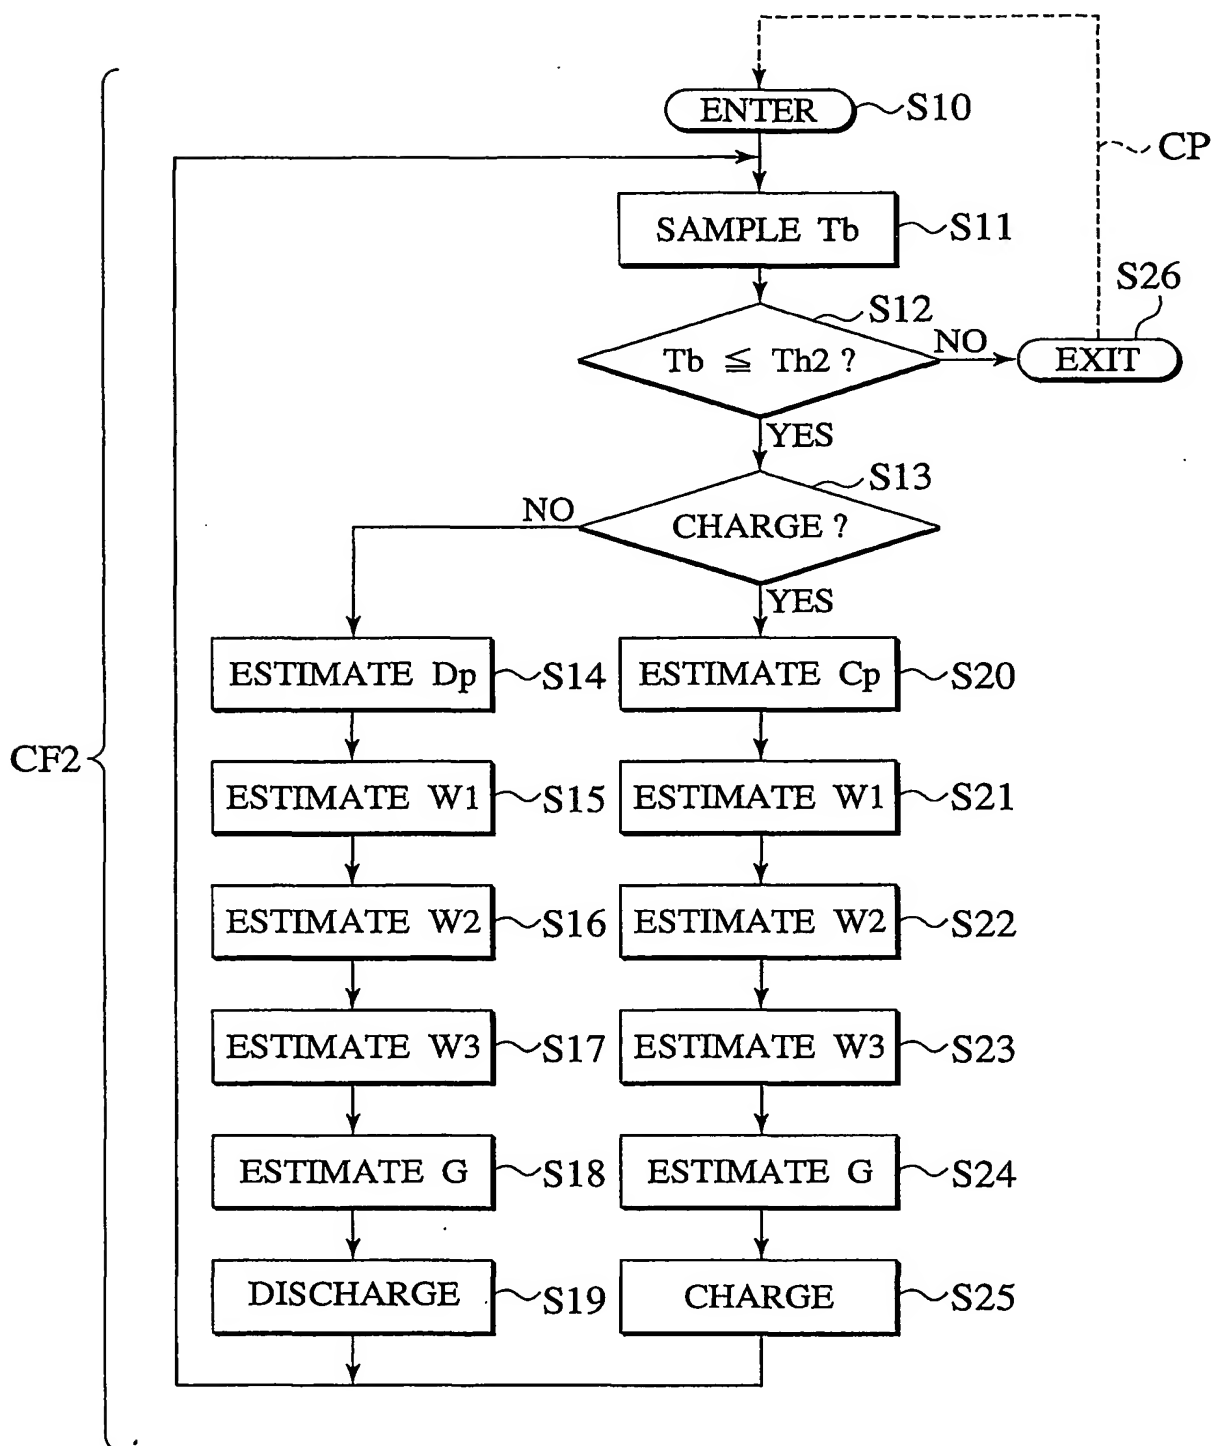 ENTER S10
CP
SAMPLE Tb S11
S26
S12
Tb ≦ Th2 ? NO EXIT
YES
S13
NO CHARGE ?
YES
ESTIMATE Dp S14 ESTIMATE Cp S20
CF2
ESTIMATE W1 S15 ESTIMATE W1 S21
ESTIMATE W2 S16 ESTIMATE W2 S22
ESTIMATE W3 S17 ESTIMATE W3 S23
ESTIMATE G S18 ESTIMATE G S24
DISCHARGE S19 CHARGE S25